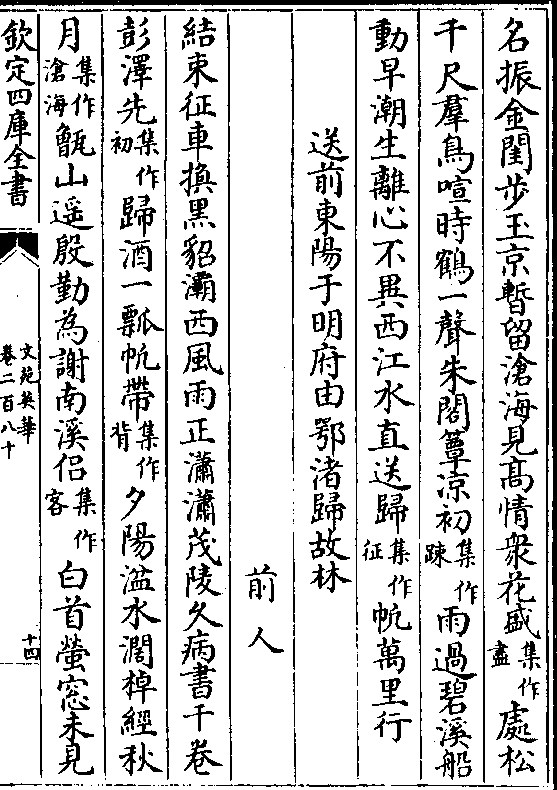 名振金閨步玉京暫留滄海見高情衆花盛集作盡處松
千尺羣鳥喧時鶴一聲朱閣簟涼初集作踈雨過碧溪船
動早潮生離心不異西江水直送歸集作征帆萬里行
送前東陽于明府由鄂渚歸故林
前人
結束征車換黑貂灞西風雨正瀟瀟茂陵久病書千卷
彭澤先集作初歸酒一瓢帆帶集作背夕陽湓水濶棹經秋
月集作滄海甑山遥殷勤為謝南溪侣集作客白首螢窓未見
欽定四庫全書
文苑英華
卷二百八十
十四